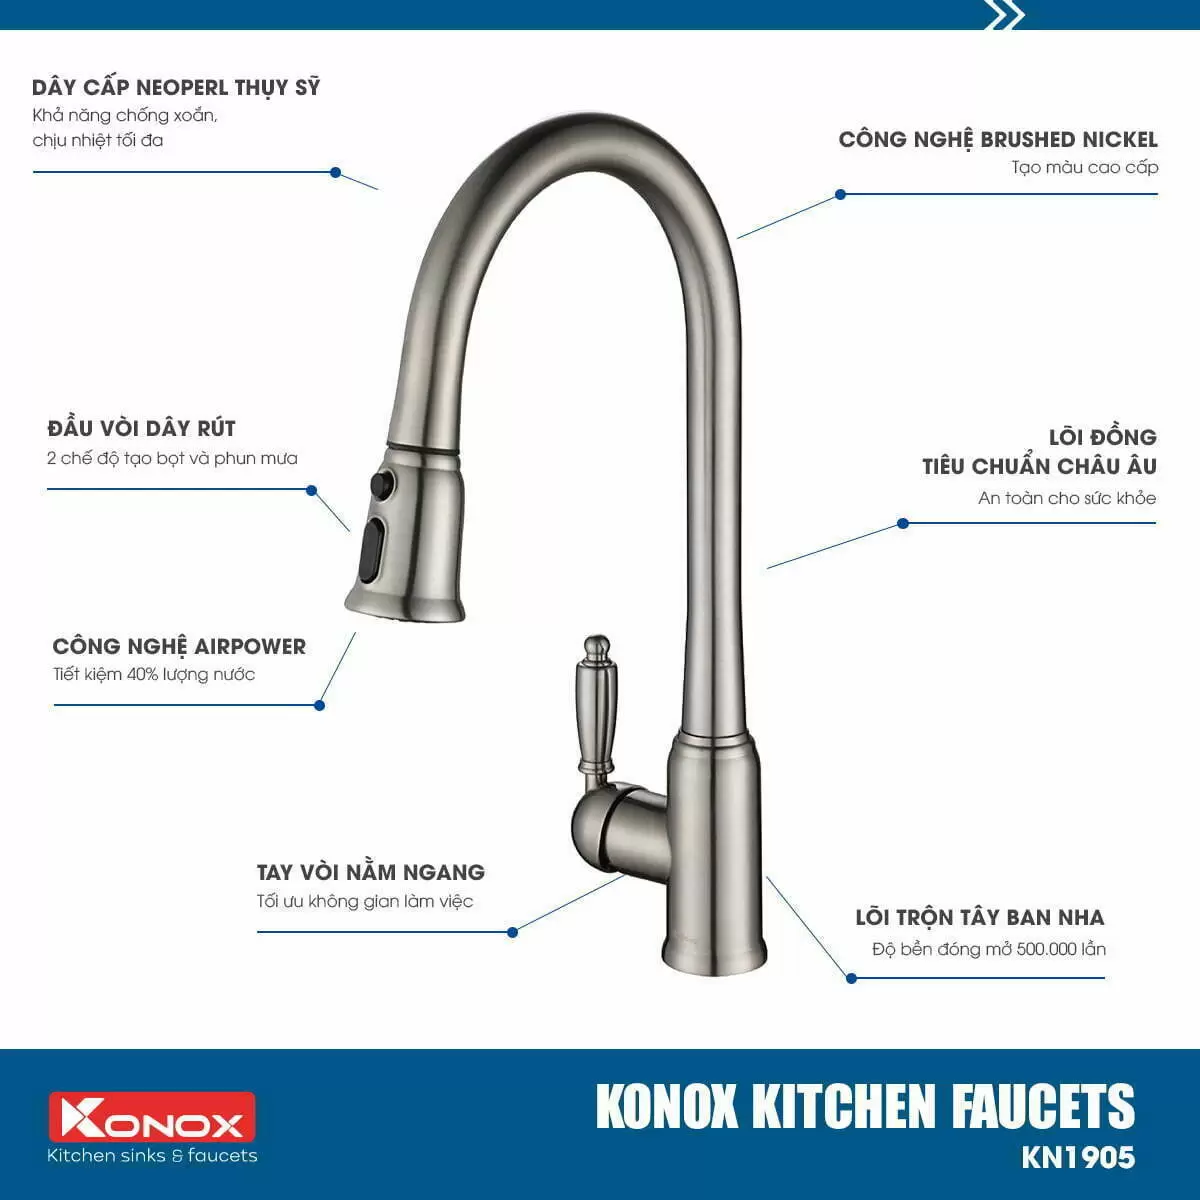 DÂY CẤP NEOPERL THỤY SỸ
Khả năng chống xoắn,
chịu nhiệt tối đa
CÔNG NGHỆ BRUSHED NICKEL
Tạo màu cao cấp
ĐẦU VÒI DÂY RÚT
2 chế độ tạo bọt và phun mưa
LÕI ĐỒNG
TIÊU CHUẨN CHÂU ÂU
An toàn cho sức khỏe
CÔNG NGHỆ AIRPOWER
Tiết kiệm 40% lượng nước
TAY VÒI NẰM NGANG
Tối ưu không gian làm việc
LÕI TRỘN TÂY BAN NHA
Độ bền đóng mở 500.000 lần
KONOX
Kitchen sinks & faucets
KONOX KITCHEN FAUCETS
KN1905